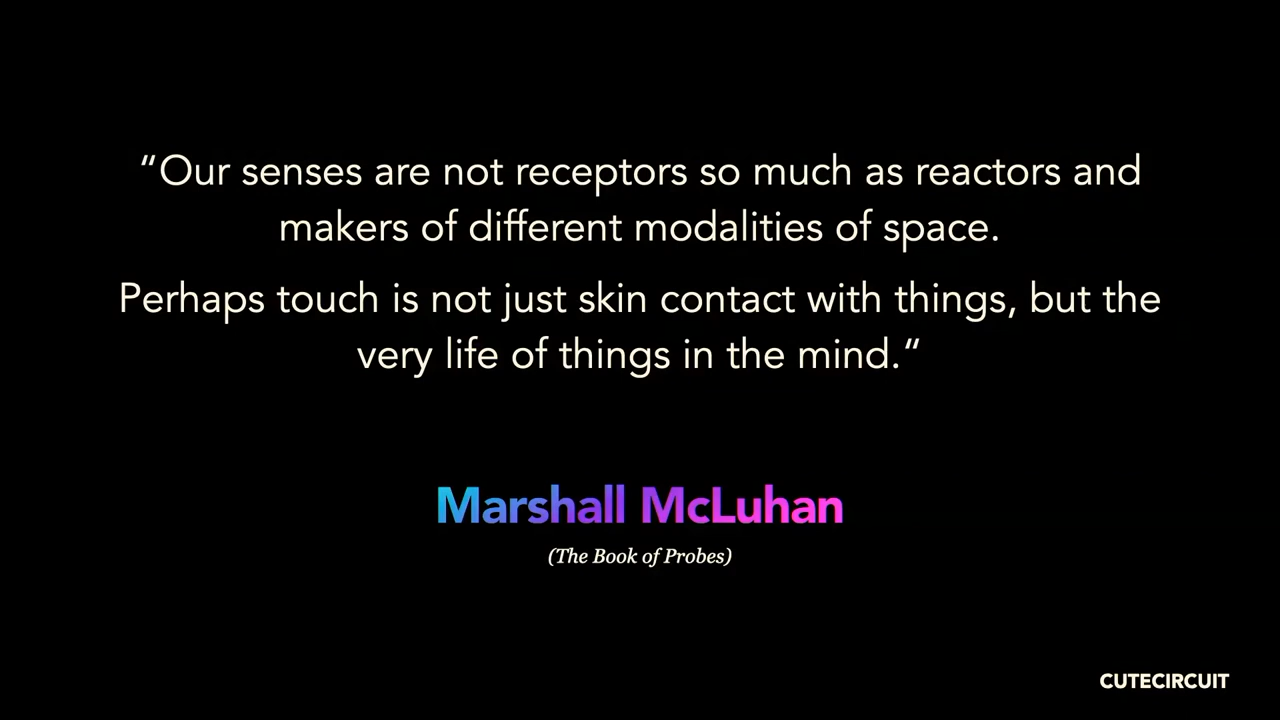 “Our senses are not receptors so much as reactors and
makers of different modalities of space.
Perhaps touch is not just skin contact with things, but the
very life of things in the mind.“
Marshall McLuhan
(The Book of Probes)
CUTECIRCUIT